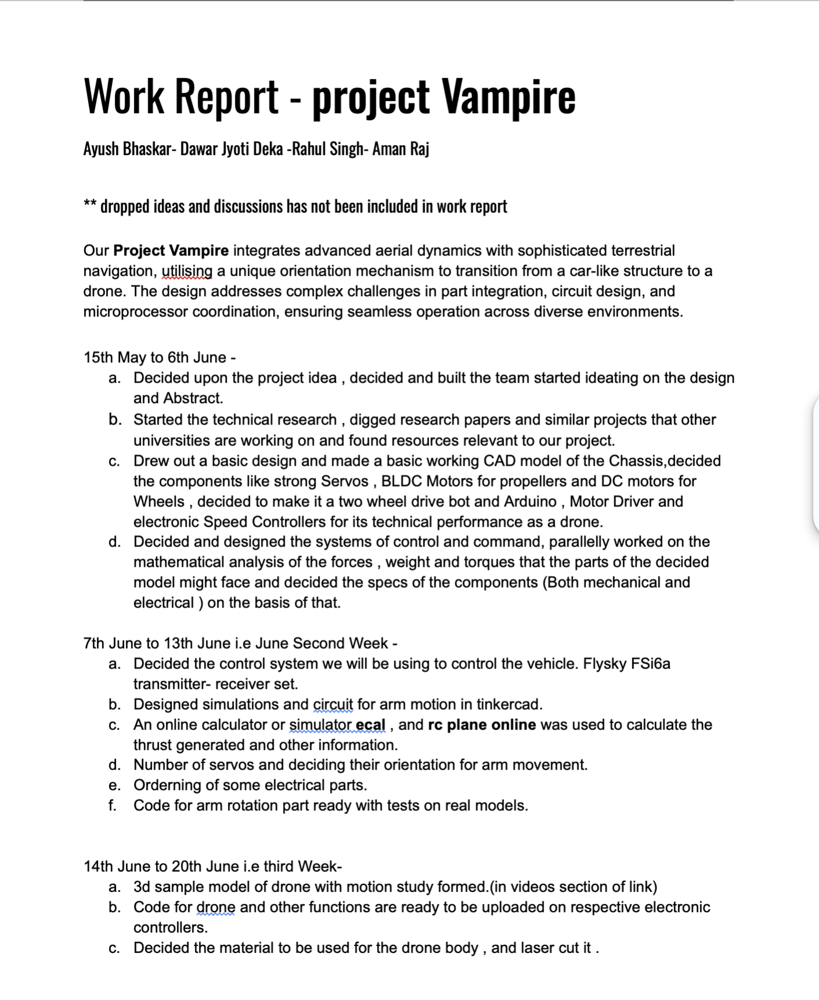 Work Report - project Vampire
Ayush Bhaskar- Dawar Jyoti Deka -Rahul Singh- Aman Raj
** dropped ideas and discussions has not been included in work report
Our Project Vampire integrates advanced aerial dynamics with sophisticated terrestrial
navigation, utilising a unique orientation mechanism to transition from a car-like structure to a
drone. The design addresses complex challenges in part integration, circuit design, and
microprocessor coordination, ensuring seamless operation across diverse environments.
15th May to 6th June -
a. Decided upon the project idea , decided and built the team started ideating on the design
and Abstract.
b. Started the technical research , digged research papers and similar projects that other
universities are working on and found resources relevant to our project.
c. Drew out a basic design and made a basic working CAD model of the Chassis,decided
the components like strong Servos , BLDC Motors for propellers and DC motors for
Wheels , decided to make it a two wheel drive bot and Arduino , Motor Driver and
electronic Speed Controllers for its technical performance as a drone.
d. Decided and designed the systems of control and command, parallelly worked on the
mathematical analysis of the forces , weight and torques that the parts of the decided
model might face and decided the specs of the components (Both mechanical and
electrical ) on the basis of that.
7th June to 13th June i.e June Second Week -
a. Decided the control system we will be using to control the vehicle. Flysky FSi6a
transmitter- receiver set.
b. Designed simulations and circuit for arm motion in tinkercad.
c. An online calculator or simulator ecal , and rc plane online was used to calculate the
thrust generated and other information.
d. Number of servos and deciding their orientation for arm movement.
e. Orderning of some electrical parts.
f. Code for arm rotation part ready with tests on real models.
14th June to 20th June i.e third Week-
a. 3d sample model of drone with motion study formed.(in videos section of link)
b. Code for drone and other functions are ready to be uploaded on respective electronic
controllers.
c. Decided the material to be used for the drone body , and laser cut it .